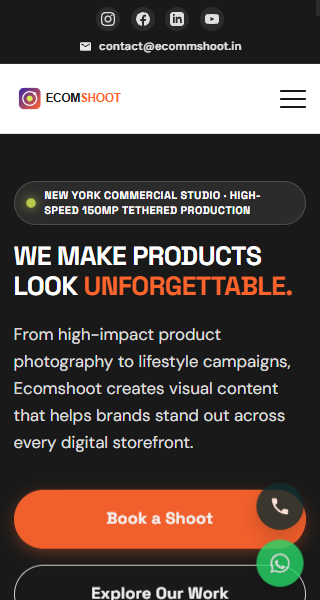 contact@ecommshoot.in
ECOMSHOOT
NEW YORK COMMERCIAL STUDIO · HIGH-
SPEED 150MP TETHERED PRODUCTION
WE MAKE PRODUCTS
LOOK UNFORGETTABLE.
From high-impact product
photography to lifestyle campaigns,
Ecomshoot creates visual content
that helps brands stand out across
every digital storefront.
Book a Shoot
Explore Our Work